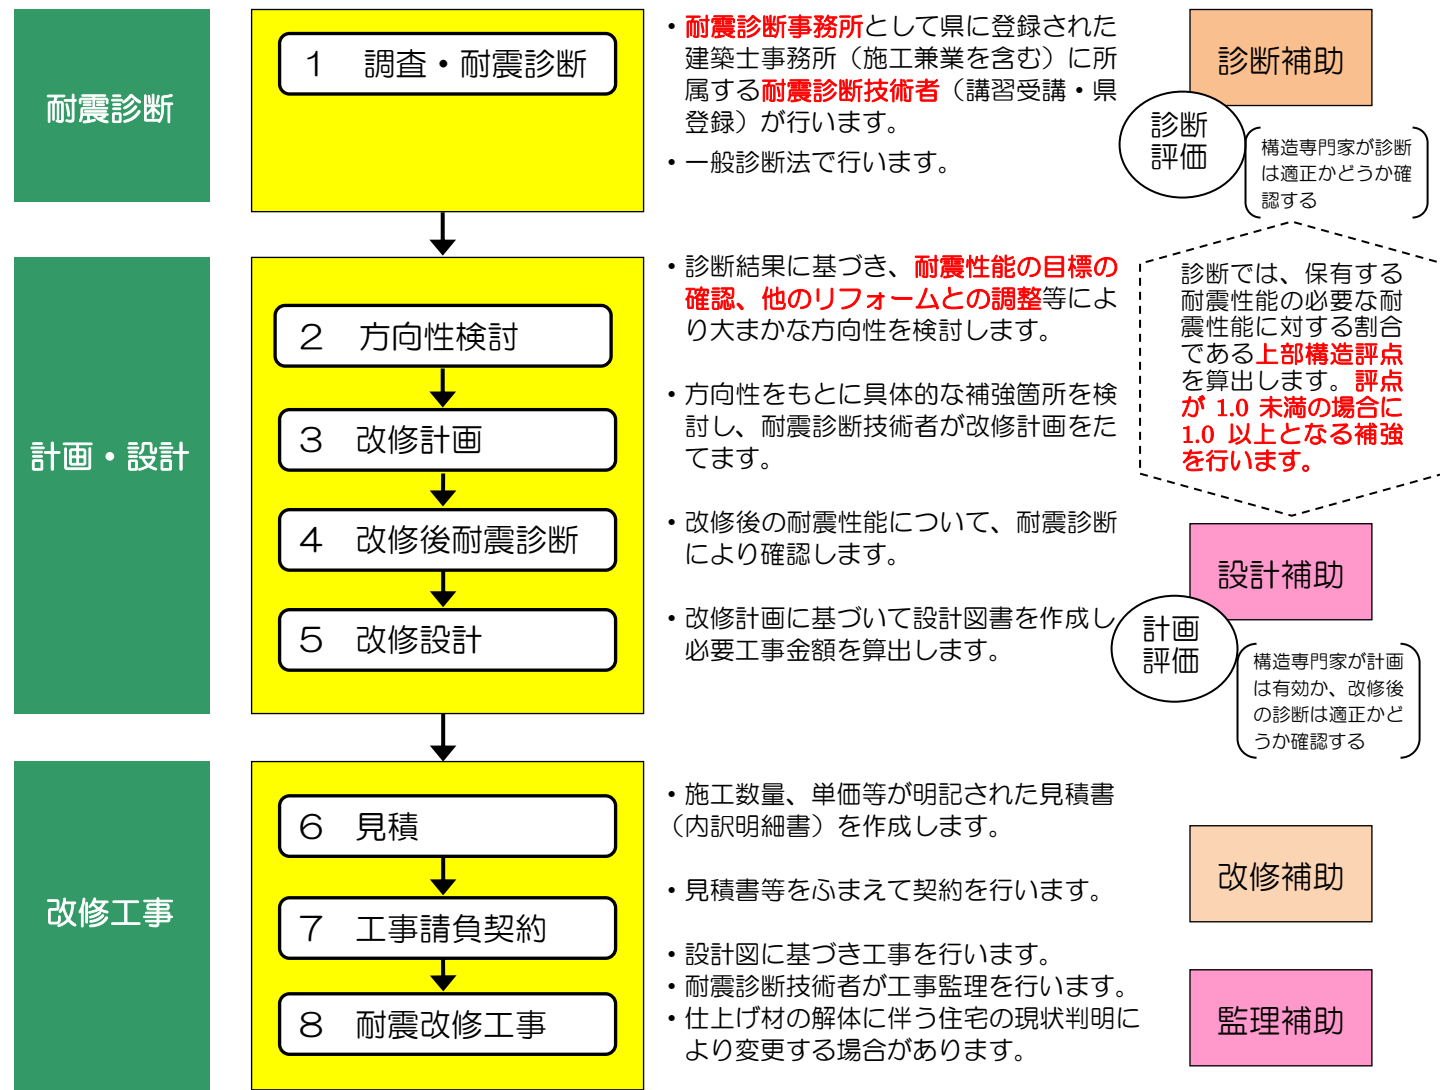 耐震診断
1 調査・耐震診断
・耐震診断事務所として県に登録された
建築士事務所（施工兼業を含む）に所
属する耐震診断技術者（講習受講・県
登録）が行います。
・一般診断法で行います。
診断補助
診断
評価
構造専門家が診断
は適正かどうか確
認する
計画・設計
2 方向性検討
3 改修計画
4 改修後耐震診断
5 改修設計
・診断結果に基づき、耐震性能の目標の
確認、他のリフォームとの調整等によ
り大まかな方向性を検討します。
・方向性をもとに具体的な補強箇所を検
討し、耐震診断技術者が改修計画をた
てます。
・改修後の耐震性能について、耐震診断
により確認します。
・改修計画に基づいて設計図書を作成し
必要工事金額を算出します。
診断では、保有する
耐震性能の必要な耐
震性能に対する割合
である上部構造評点
を算出します。評点
が 1.0 未満の場合に
1.0 以上となる補強
を行います。
設計補助
計画
評価
構造専門家が計画
は有効か、改修後
の診断は適正かど
うか確認する
改修工事
6 見積
7 工事請負契約
8 耐震改修工事
・施工数量、単価等が明記された見積書
（内訳明細書）を作成します。
・見積書等をふまえて契約を行います。
・設計図に基づき工事を行います。
・耐震診断技術者が工事監理を行います。
・仕上げ材の解体に伴う住宅の現状判明に
より変更する場合があります。
改修補助
監理補助